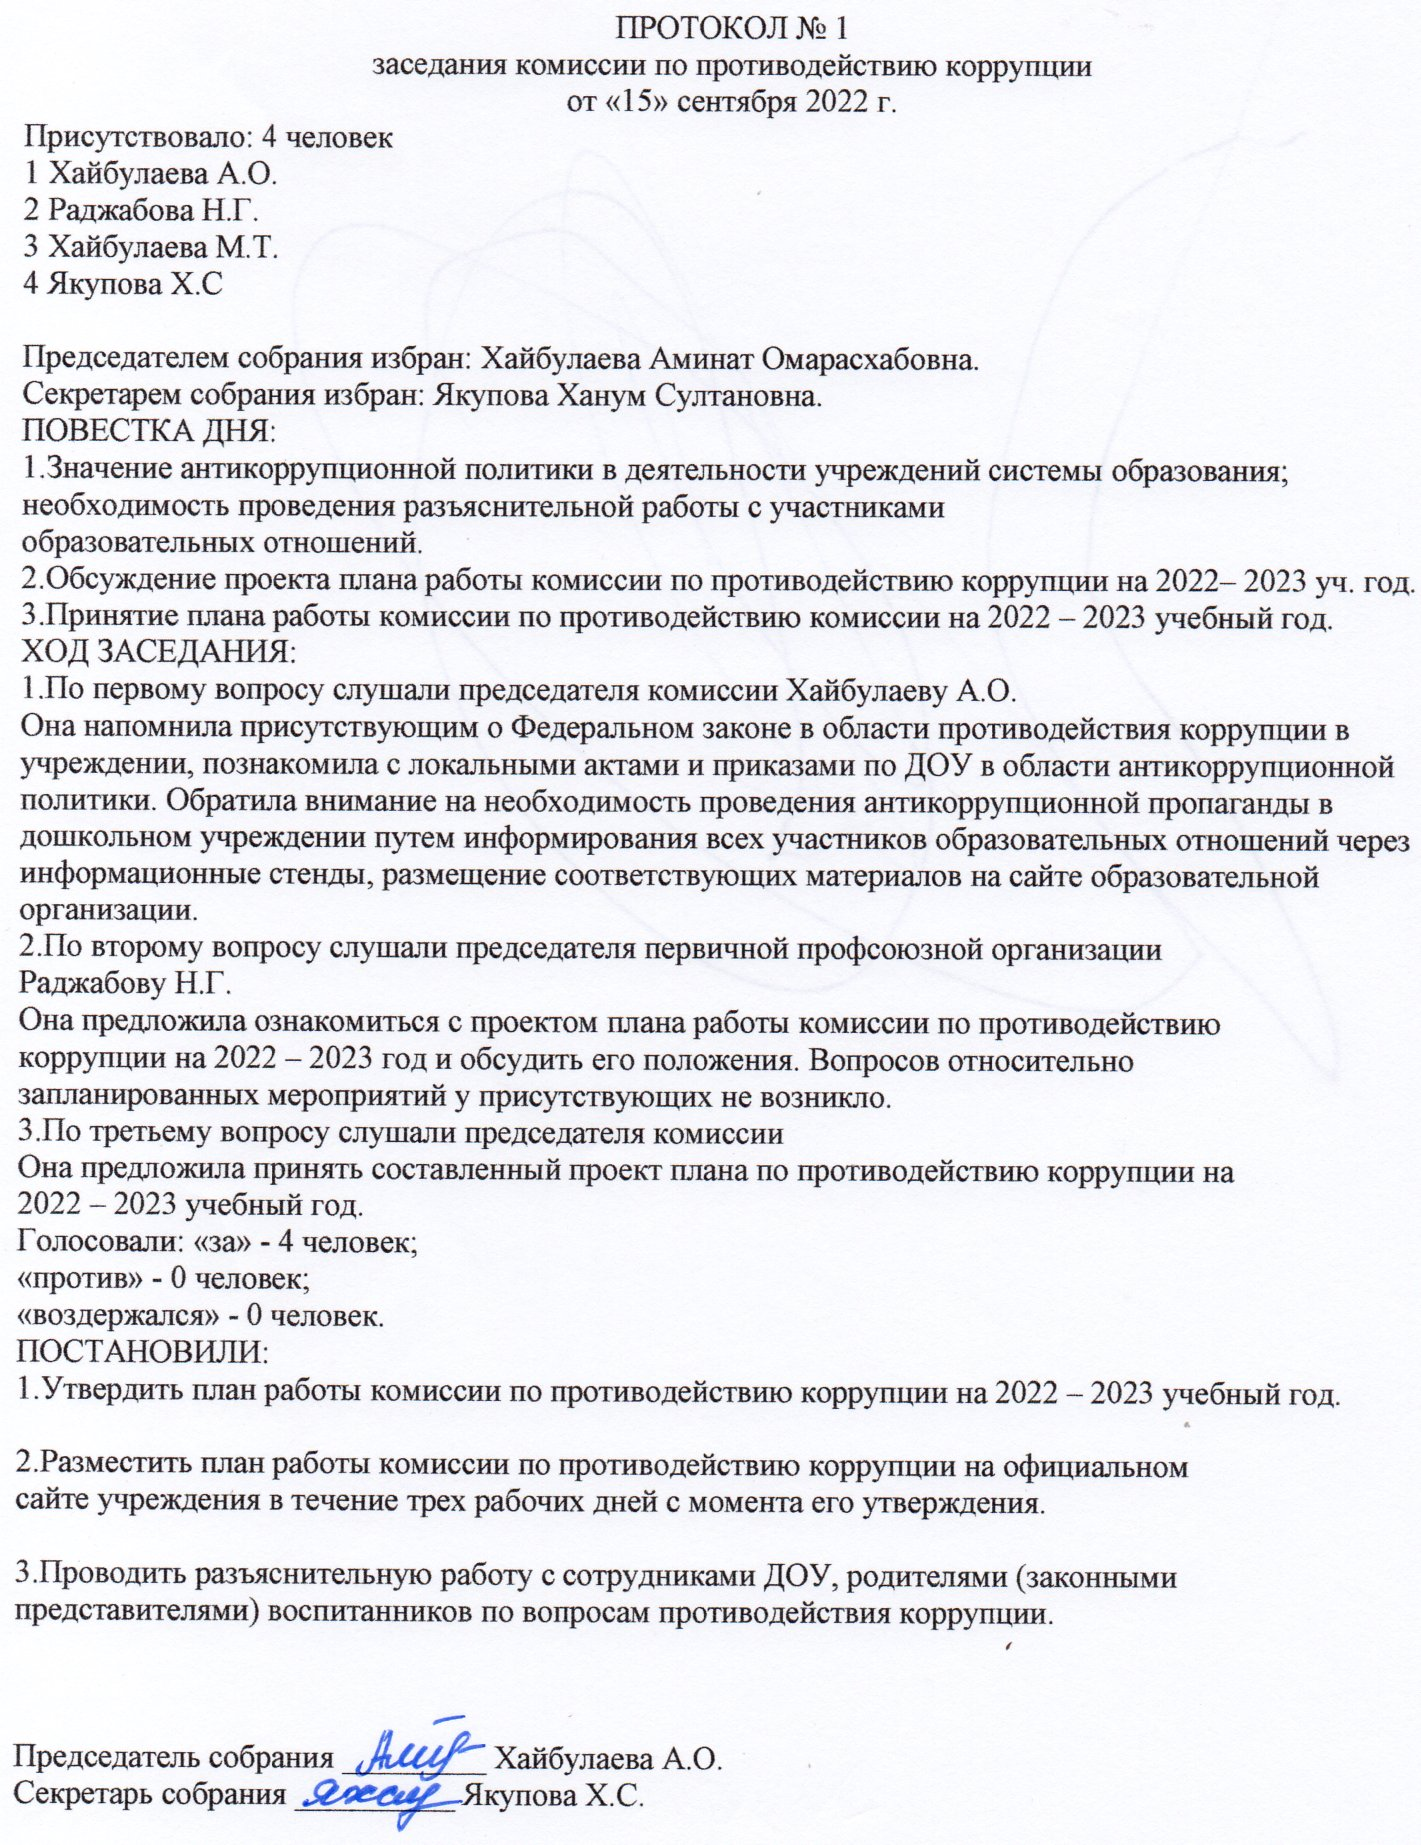 ПРОТОКОЛ № 1
заседания комиссии по противодействию коррупции
от «15» сентября 2022 г.
Присутствовало: 4 человек
1 Хайбулаева А.О.
2 Раджабова Н.Г.
3 Хайбулаева М.Т.
4 Якупова Х.С
Председателем собрания избран: Хайбулаева Аминат Омарасхабовна.
Секретарем собрания избран: Якупова Ханум Султановна.
ПОВЕСТКА ДНЯ:
1.Значение антикоррупционной политики в деятельности учреждений системы образования;
необходимость проведения разъяснительной работы с участниками
образовательных отношений.
2.Обсуждение проекта плана работы комиссии по противодействию коррупции на 2022– 2023 уч. год.
3.Принятие плана работы комиссии по противодействию комиссии на 2022 – 2023 учебный год.
ХОД ЗАСЕДАНИЯ:
1.По первому вопросу слушали председателя комиссии Хайбулаеву А.О.
Она напомнила присутствующим о Федеральном законе в области противодействия коррупции в
учреждении, познакомила с локальными актами и приказами по ДОУ в области антикоррупционной
политики. Обратила внимание на необходимость проведения антикоррупционной пропаганды в
дошкольном учреждении путем информирования всех участников образовательных отношений через
информационные стенды, размещение соответствующих материалов на сайте образовательной
организации.
2.По второму вопросу слушали председателя первичной профсоюзной организации
Раджабову Н.Г.
Она предложила ознакомиться с проектом плана работы комиссии по противодействию
коррупции на 2022 – 2023 год и обсудить его положения. Вопросов относительно
запланированных мероприятий у присутствующих не возникло.
3.По третьему вопросу слушали председателя комиссии
Она предложила принять составленный проект плана по противодействию коррупции на
2022 – 2023 учебный год.
Голосовали: «за» - 4 человек;
«против» - 0 человек;
«воздержался» - 0 человек.
ПОСТАНОВИЛИ:
1.Утвердить план работы комиссии по противодействию коррупции на 2022 – 2023 учебный год.
2.Разместить план работы комиссии по противодействию коррупции на официальном
сайте учреждения в течение трех рабочих дней с момента его утверждения.
3.Проводить разъяснительную работу с сотрудниками ДОУ, родителями (законными
представителями) воспитанников по вопросам противодействия коррупции.
Председатель собрания Хайбулаева А.О.
Секретарь собрания Якупова Х.С.